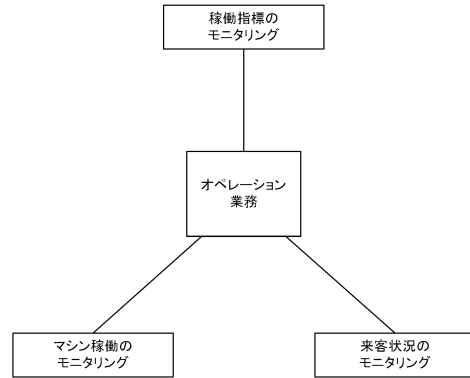 稼働指標の
モニタリング
オペレーション
業務
マシン稼働の
モニタリング
来客状況の
モニタリング